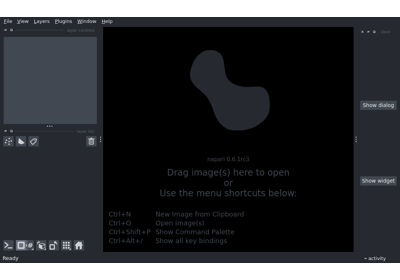 File View Layers Plugins Window Help
layer controls
layer list
Show dialog
napari 0.6.1rc3
Drag image(s) here to open
or
Use the menu shortcuts below:
Show widget
Ctrl+N New Image from Clipboard
Ctrl+O Open image(s)
Ctrl+Shift+P Show Command Palette
Ctrl+Alt+/ Show all key bindings
Ready
activity